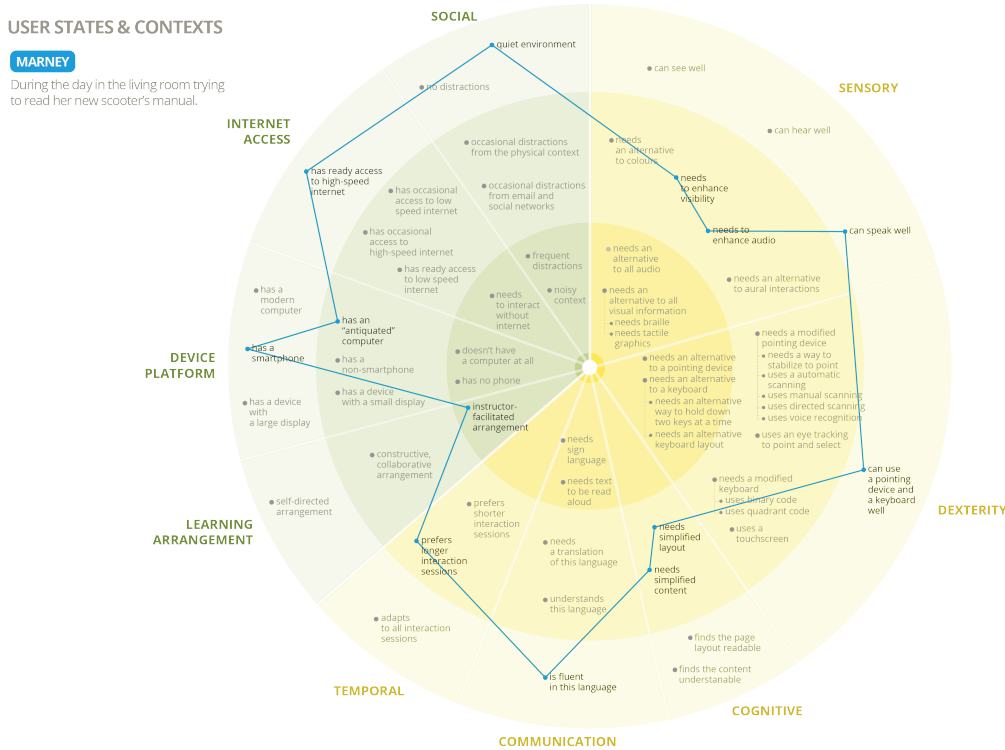 USER STATES & CONTEXTS
MARNEY
During the day in the living room trying
to read her new scooter's manual.
SOCIAL
quiet environment
no distractions
occasional distractions
from the physical context
occasional distractions
from email and
social networks
frequent
distractions
noisy
context
INTERNET
ACCESS
has ready access
to high-speed
internet
has occasional
access to low
speed internet
has occasional
access to
high-speed internet
has ready access
to low speed
internet
needs
to interact
without
internet
DEVICE
PLATFORM
has a
modern
computer
has an
"antiquated"
computer
has a
smartphone
has a
non-smartphone
has a device
with a small display
has a device
with
a large display
doesn't have
a computer at all
has no phone
LEARNING
ARRANGEMENT
instructor-
facilitated
arrangement
constructive,
collaborative
arrangement
self-directed
arrangement
TEMPORAL
prefers
shorter
interaction
sessions
prefers
longer
interaction
sessions
adapts
to all interaction
sessions
COMMUNICATION
needs
sign
language
needs text
to be read
aloud
needs
a translation
of this language
understands
this language
is fluent
in this language
COGNITIVE
needs
simplified
layout
needs
simplified
content
finds the page
layout readable
finds the content
understanable
DEXTERITY
needs an alternative
to a pointing device
needs an alternative
to a keyboard
needs an alternative
way to hold down
two keys at a time
needs an alternative
keyboard layout
needs a modified
pointing device
needs a way to
stabilize to point
uses a automatic
scanning
uses manual scanning
uses directed scanning
uses voice recognition
uses an eye tracking
to point and select
needs a modified
keyboard
uses binary code
uses quadrant code
uses a
touchscreen
can use
a pointing
device and
a keyboard
well
SENSORY
can see well
can hear well
needs
an alternative
to colours
needs
to enhance
visibility
needs to
enhance audio
can speak well
needs an
alternative
to all audio
needs an
alternative to all
visual information
needs braille
needs tactile
graphics
needs an alternative
to aural interactions